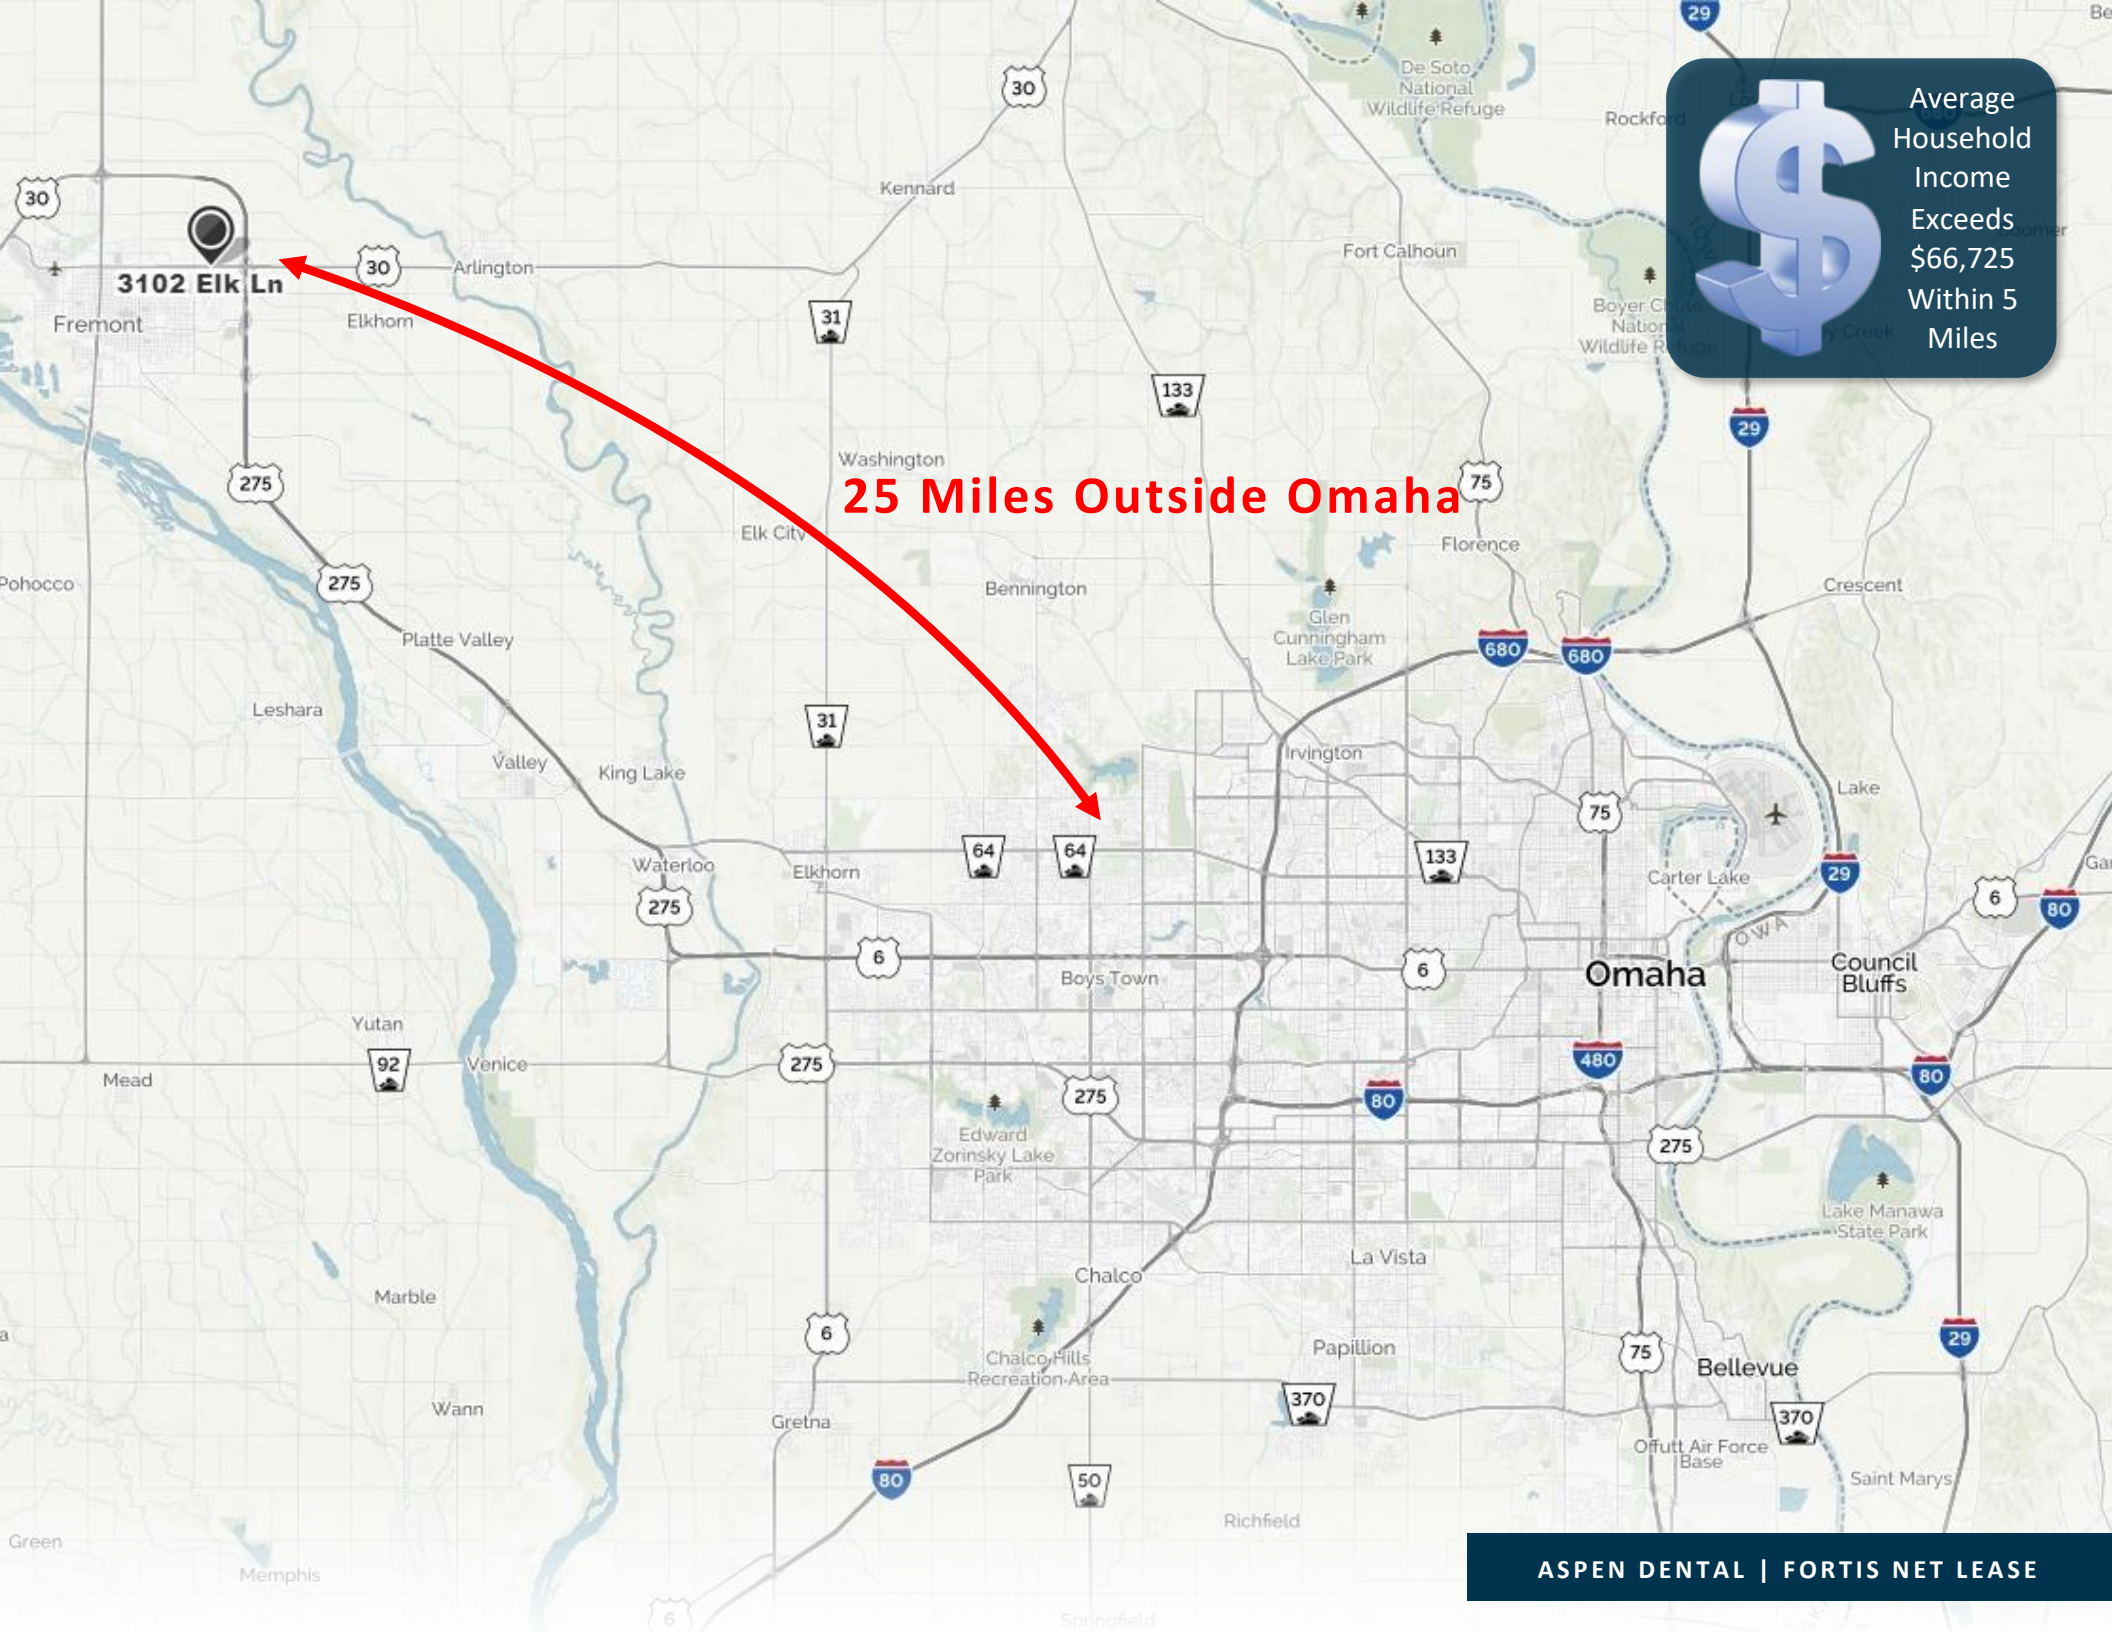 29
De Soto
National
Wildlife Refuge
30
Rockford
Average
Household
Income
Exceeds
$66,725
Within 5
Miles
30
Kennard
3102 Elk Ln
30
Arlington
Fort Calhoun
Fremont
Elkhorn
31
Boyer Chute
National
Wildlife Refuge
133
29
Washington
275
25 Miles Outside Omaha
75
Elk City
Florence
Pohocco
275
Bennington
Crescent
Glen
Cunningham
Lake Park
Platte Valley
680
680
Leshara
31
Valley
King Lake
Irvington
Lake
75
Waterloo
Elkhorn
64
64
133
Carter Lake
29
275
6
80
6
Boys Town
6
Omaha
IOWA
Council
Bluffs
Yutan
92
Venice
275
480
80
Mead
275
80
Edward
Zorinsky Lake
Park
275
Lake Manawa
State Park
La Vista
Chalco
Marble
6
Chalco Hills
Recreation Area
Papillion
75
29
Bellevue
Wann
Gretna
370
370
Offutt Air Force
Base
80
50
Saint Marys
Richfield
Green
Memphis
ASPEN DENTAL | FORTIS NET LEASE
6
Springfield